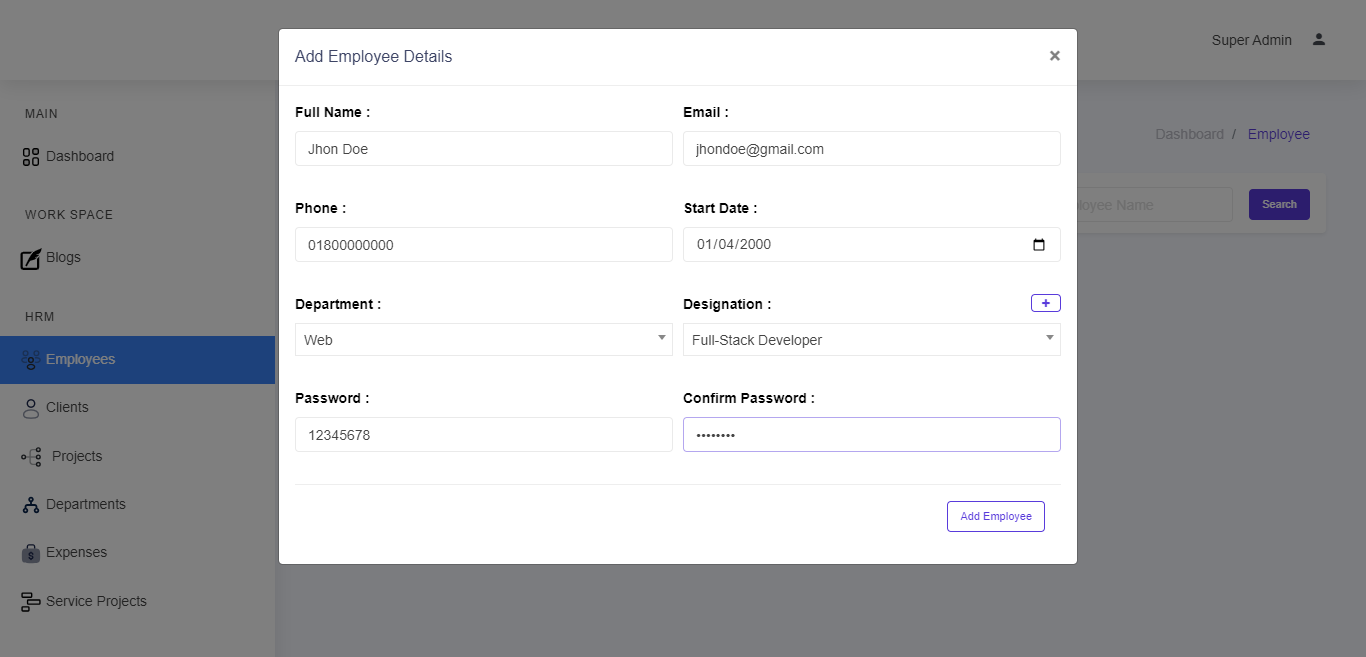 Super Admin
MAIN
Dashboard
WORK SPACE
Blogs
HRM
Employees
Clients
Projects
Departments
Expenses
Service Projects
Dashboard / Employee
Employee Name
Search
Add Employee Details ×
Full Name :
Jhon Doe
Email :
jhondoe@gmail.com
Phone :
01800000000
Start Date :
01/04/2000
Department :
Web
Designation :
+
Full-Stack Developer
Password :
12345678
Confirm Password :
••••••••
Add Employee